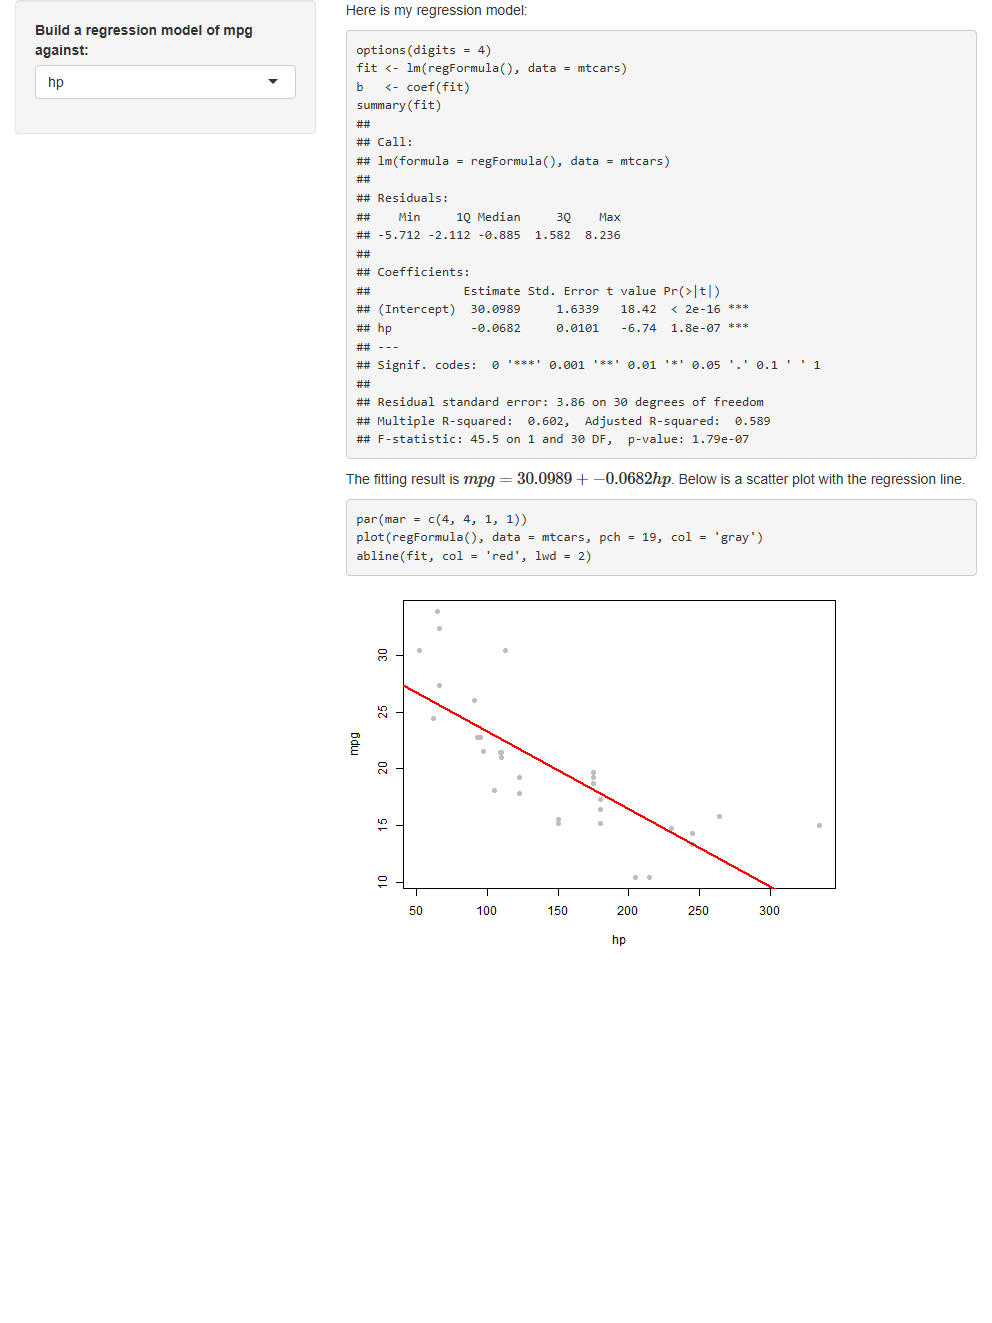 Build a regression model of mpg
against:
hp
Here is my regression model:
options(digits = 4)
fit <- lm(regFormula(), data = mtcars)
b   <- coef(fit)
summary(fit)
##
## Call:
## lm(formula = regFormula(), data = mtcars)
##
## Residuals:
##    Min     1Q Median     3Q    Max
## -5.712 -2.112 -0.885  1.582  8.236
##
## Coefficients:
##             Estimate Std. Error t value Pr(>|t|)
## (Intercept)  30.0989     1.6339   18.42  < 2e-16 ***
## hp           -0.0682     0.0101   -6.74  1.8e-07 ***
## ---
## Signif. codes:  0 '***' 0.001 '**' 0.01 '*' 0.05 '.' 0.1 ' ' 1
##
## Residual standard error: 3.86 on 30 degrees of freedom
## Multiple R-squared:  0.602,  Adjusted R-squared:  0.589
## F-statistic: 45.5 on 1 and 30 DF,  p-value: 1.79e-07
The fitting result is mpg = 30.0989 + −0.0682hp. Below is a scatter plot with the regression line.
par(mar = c(4, 4, 1, 1))
plot(regFormula(), data = mtcars, pch = 19, col = 'gray')
abline(fit, col = 'red', lwd = 2)
30
25
20
15
10
mpg
50 100 150 200 250 300
hp